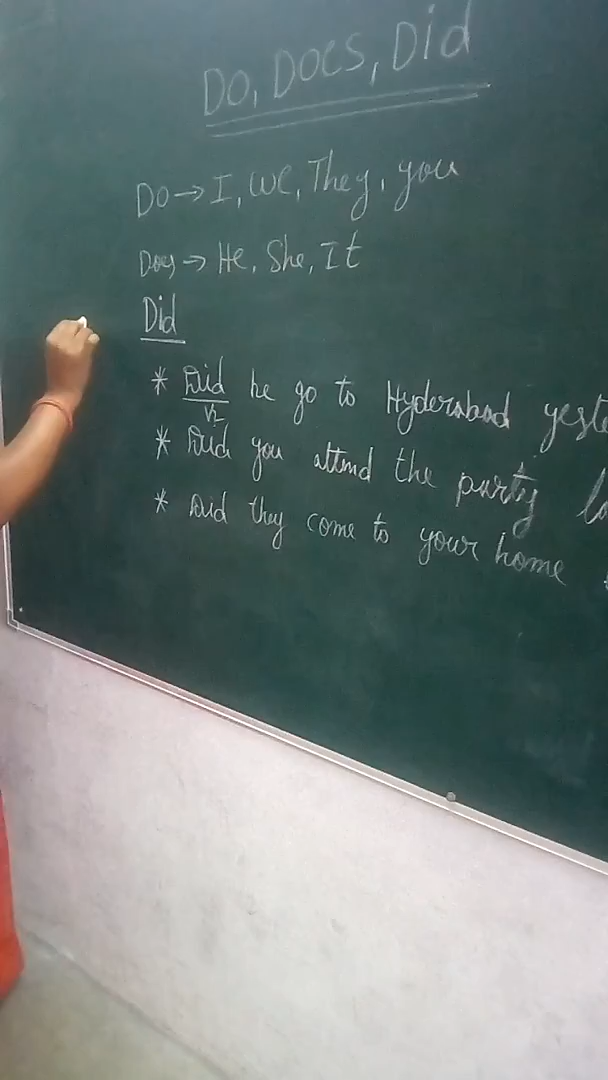 Do, Does, Did
Do → I, We, They, you
Does → He, She, It
Did
* Did he go to Hyderabad yeste
V2
* Did you attend the party
* Did they come to your home